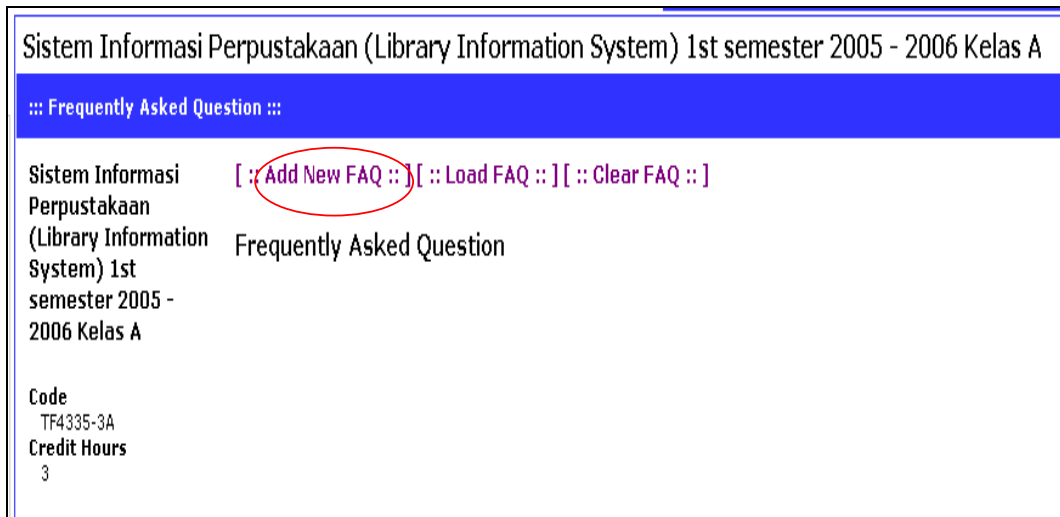 Sistem Informasi Perpustakaan (Library Information System) 1st semester 2005 - 2006 Kelas A
::: Frequently Asked Question :::
Sistem Informasi
Perpustakaan
(Library Information
System) 1st
semester 2005 -
2006 Kelas A
Code
TF4335-3A
Credit Hours
3
[ :: Add New FAQ :: ] [ :: Load FAQ :: ] [ :: Clear FAQ :: ]
Frequently Asked Question